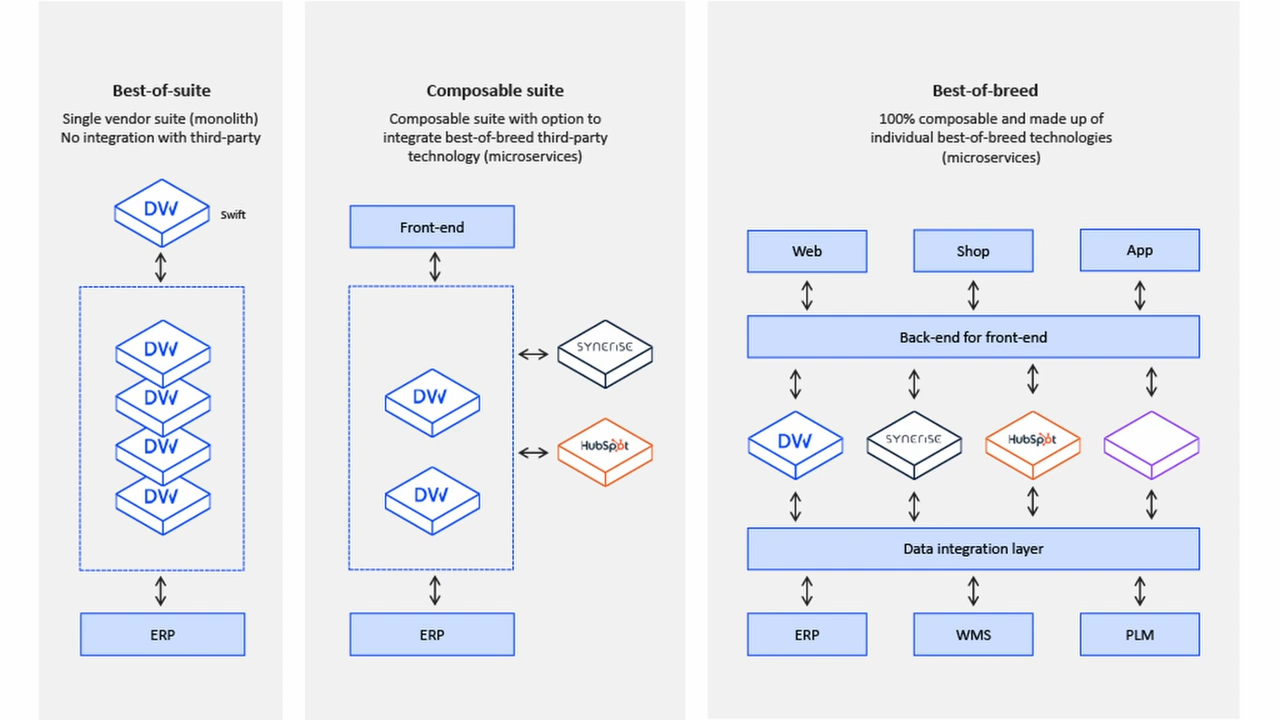 Best-of-suite
Single vendor suite (monolith)
No integration with third-party
DW
Swift
DW
DW
DW
DW
ERP
Composable suite
Composable suite with option to
integrate best-of-breed third-party
technology (microservices)
Front-end
SYNERISE
DW
HubSpot
DW
ERP
Best-of-breed
100% composable and made up of
individual best-of-breed technologies
(microservices)
Web
Shop
App
Back-end for front-end
DW
SYNERISE
HubSpot
Data integration layer
ERP
WMS
PLM